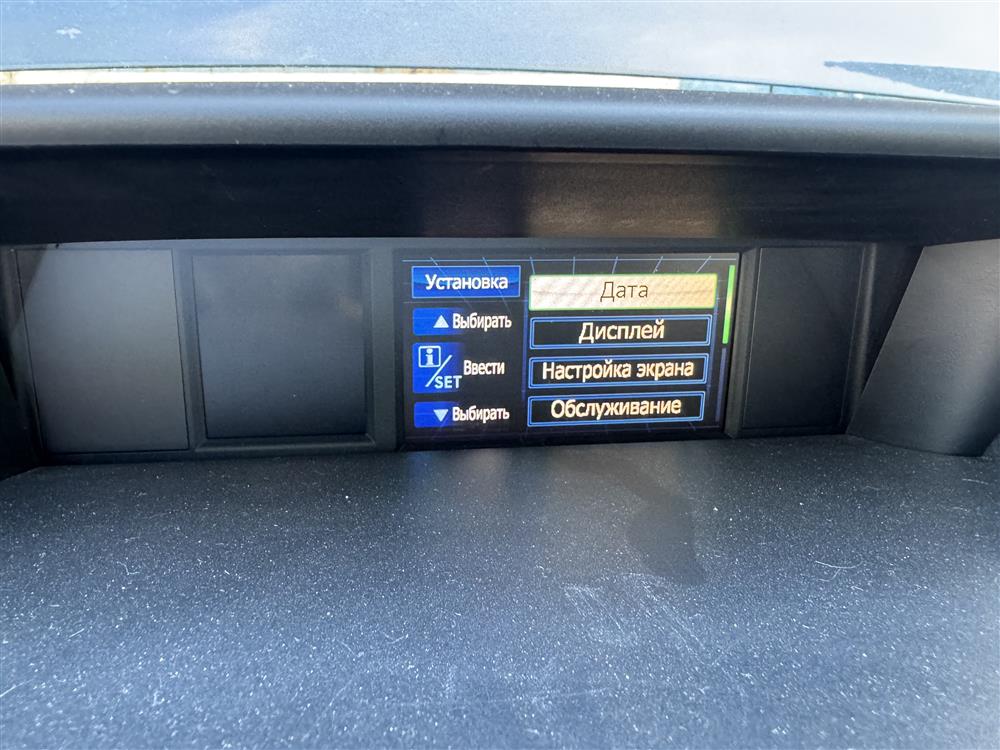 Установка
▲ Выбирать
i/SET Ввести
▼ Выбирать
Дата
Дисплей
Настройка экрана
Обслуживание